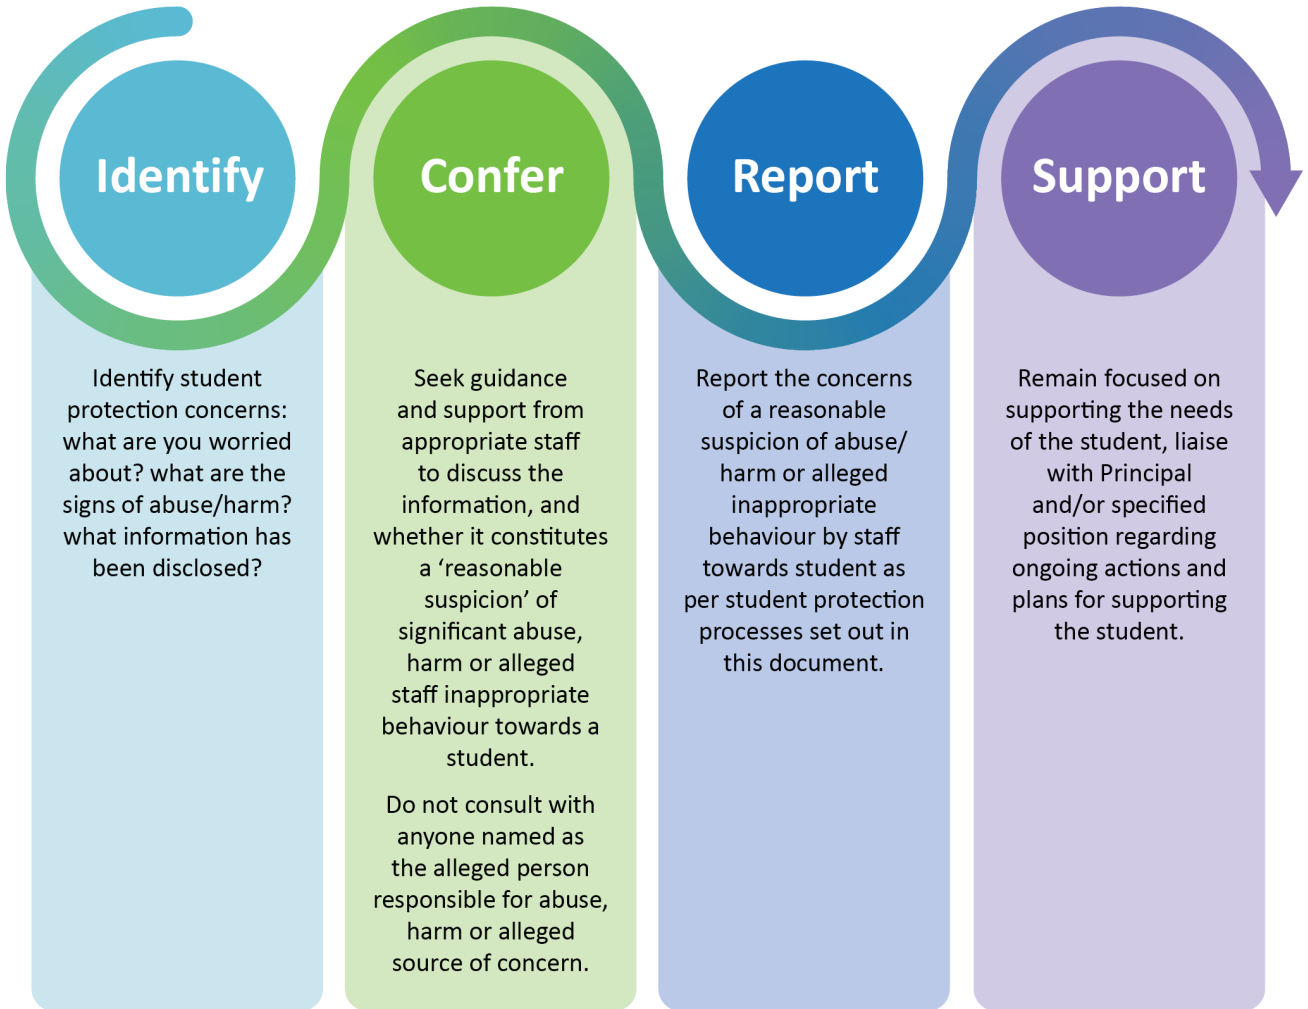 Identify
Identify student
protection concerns:
what are you worried
about? what are the
signs of abuse/harm?
what information has
been disclosed?
Confer
Seek guidance
and support from
appropriate staff
to discuss the
information, and
whether it constitutes
a ‘reasonable
suspicion’ of
significant abuse,
harm or alleged
staff inappropriate
behaviour towards a
student.
Do not consult with
anyone named as
the alleged person
responsible for abuse,
harm or alleged
source of concern.
Report
Report the concerns
of a reasonable
suspicion of abuse/
harm or alleged
inappropriate
behaviour by staff
towards student as
per student protection
processes set out in
this document.
Support
Remain focused on
supporting the needs
of the student, liaise
with Principal
and/or specified
position regarding
ongoing actions and
plans for supporting
the student.